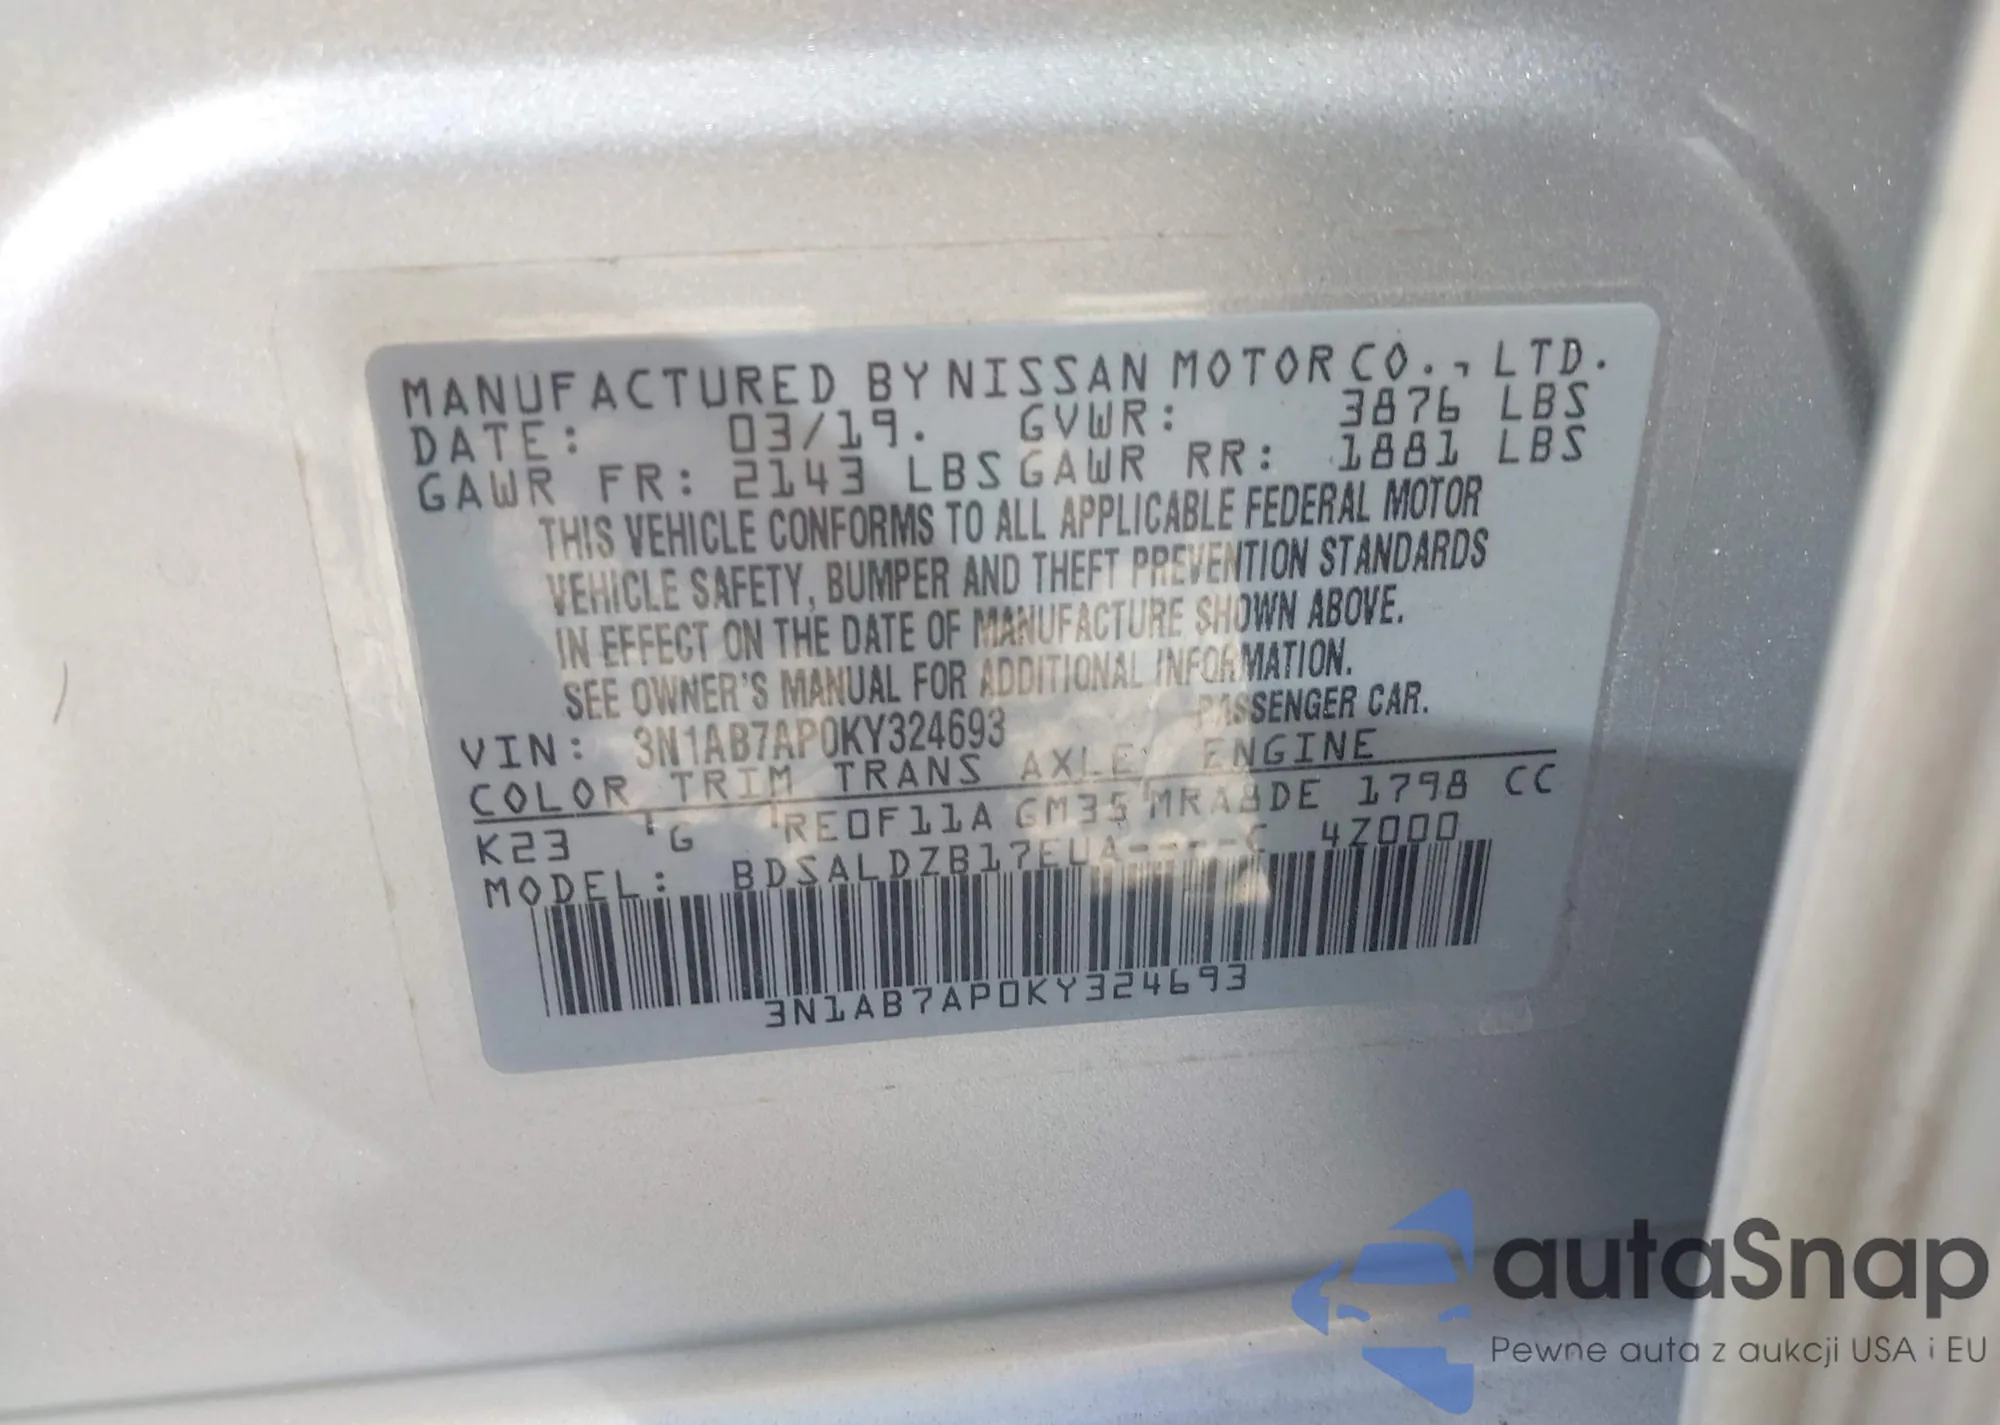 MANUFACTURED BY NISSAN MOTOR CO., LTD.
DATE: 03/19. GVWR: 3876 LBS
GAWR FR: 2143 LBS GAWR RR: 1881 LBS
THIS VEHICLE CONFORMS TO ALL APPLICABLE FEDERAL MOTOR
VEHICLE SAFETY, BUMPER AND THEFT PREVENTION STANDARDS
IN EFFECT ON THE DATE OF MANUFACTURE SHOWN ABOVE.
SEE OWNER'S MANUAL FOR ADDITIONAL INFORMATION.
VIN: 3N1AB7AP0KY324693 PASSENGER CAR.
COLOR TRIM TRANS AXLE ENGINE
K23 G RE0F11A GM35 MRA8DE 1798 CC
MODEL: BDSALDZB17EUA----C 4Z000
3N1AB7AP0KY324693
autaSnap
Pewne auta z aukcji USA i EU